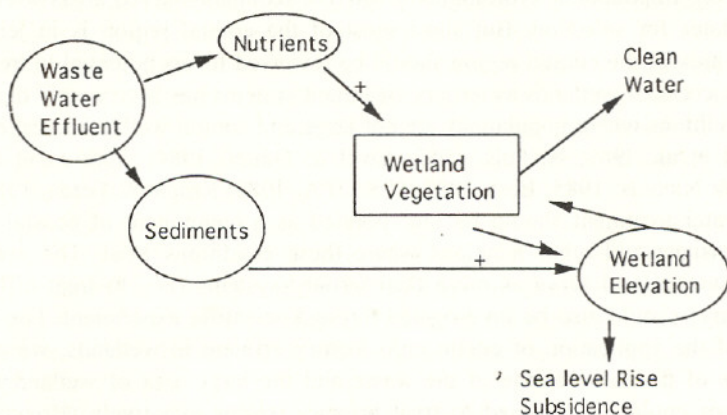 Nutrients
Waste
Water
Effluent
Clean
Water
+
Wetland
Vegetation
Sediments
+
Wetland
Elevation
Sea level Rise
Subsidence